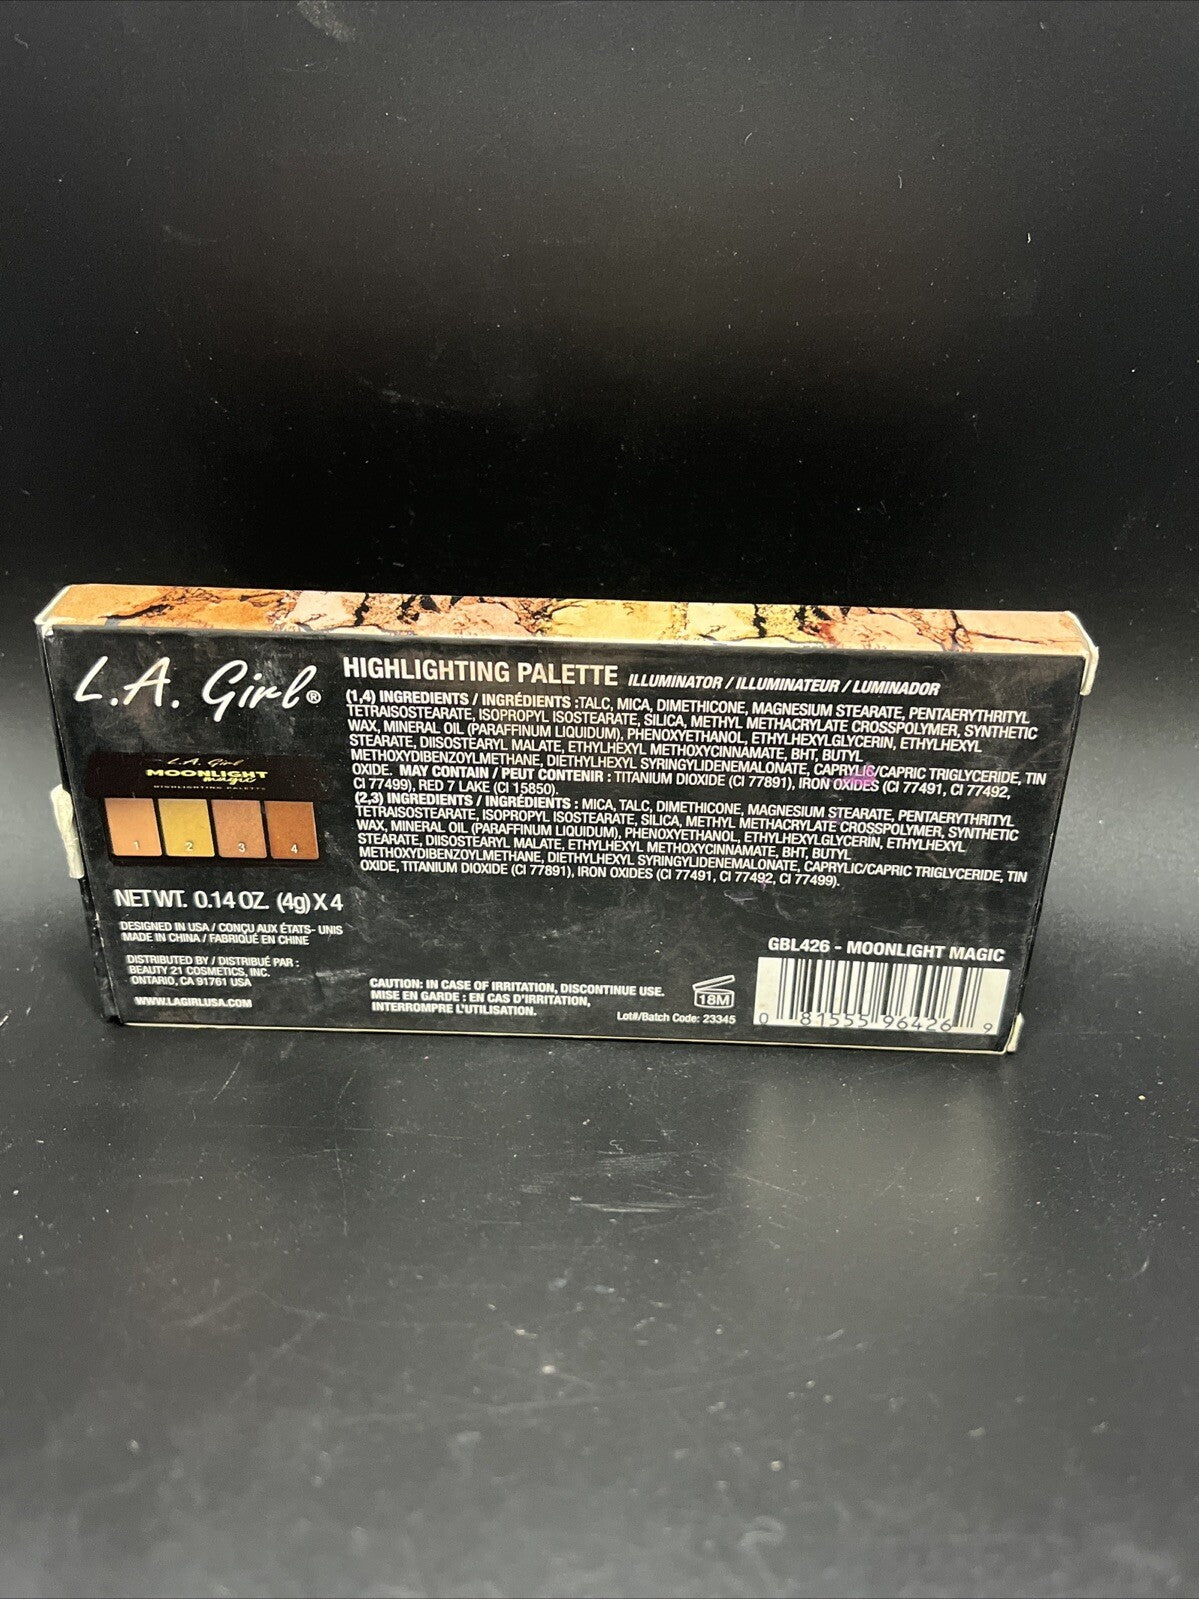 L.A. Girl®
L.A. Girl
MOONLIGHT
magic
HIGHLIGHTING PALETTE
1 2 3 4
NET WT. 0.14 OZ. (4g) X 4
DESIGNED IN USA / CONÇU AUX ÉTATS- UNIS
MADE IN CHINA / FABRIQUÉ EN CHINE
DISTRIBUTED BY / DISTRIBUÉ PAR :
BEAUTY 21 COSMETICS, INC.
ONTARIO, CA 91761 USA
WWW.LAGIRLUSA.COM
HIGHLIGHTING PALETTE ILLUMINATOR / ILLUMINATEUR / LUMINADOR
(1,4) INGREDIENTS / INGRÉDIENTS :TALC, MICA, DIMETHICONE, MAGNESIUM STEARATE, PENTAERYTHRITYL
TETRAISOSTEARATE, ISOPROPYL ISOSTEARATE, SILICA, METHYL METHACRYLATE CROSSPOLYMER, SYNTHETIC
WAX, MINERAL OIL (PARAFFINUM LIQUIDUM), PHENOXYETHANOL, ETHYLHEXYLGLYCERIN, ETHYLHEXYL
STEARATE, DIISOSTEARYL MALATE, ETHYLHEXYL METHOXYCINNAMATE, BHT, BUTYL
METHOXYDIBENZOYLMETHANE, DIETHYLHEXYL SYRINGYLIDENEMALONATE, CAPRYLIC/CAPRIC TRIGLYCERIDE, TIN
OXIDE. MAY CONTAIN / PEUT CONTENIR : TITANIUM DIOXIDE (CI 77891), IRON OXIDES (CI 77491, CI 77492,
CI 77499), RED 7 LAKE (CI 15850).
(2,3) INGREDIENTS / INGRÉDIENTS : MICA, TALC, DIMETHICONE, MAGNESIUM STEARATE, PENTAERYTHRITYL
TETRAISOSTEARATE, ISOPROPYL ISOSTEARATE, SILICA, METHYL METHACRYLATE CROSSPOLYMER, SYNTHETIC
WAX, MINERAL OIL (PARAFFINUM LIQUIDUM), PHENOXYETHANOL, ETHYLHEXYLGLYCERIN, ETHYLHEXYL
STEARATE, DIISOSTEARYL MALATE, ETHYLHEXYL METHOXYCINNAMATE, BHT, BUTYL
METHOXYDIBENZOYLMETHANE, DIETHYLHEXYL SYRINGYLIDENEMALONATE, CAPRYLIC/CAPRIC TRIGLYCERIDE, TIN
OXIDE, TITANIUM DIOXIDE (CI 77891), IRON OXIDES (CI 77491, CI 77492, CI 77499).
CAUTION: IN CASE OF IRRITATION, DISCONTINUE USE.
MISE EN GARDE : EN CAS D'IRRITATION,
INTERROMPRE L'UTILISATION.
18M
Lot#/Batch Code: 23345
GBL426 - MOONLIGHT MAGIC
0 81555 96426 9